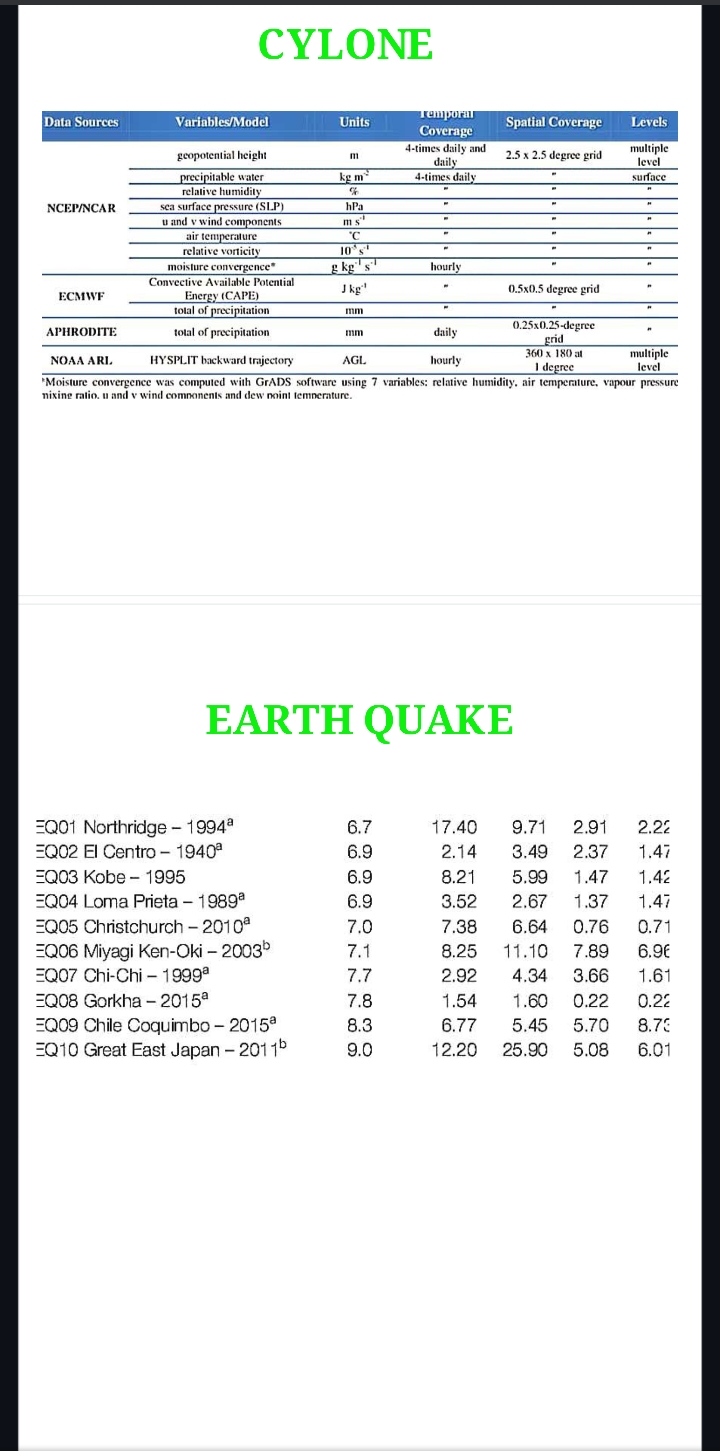 CYLONE
Data Sources Variables/Model Units Temporal Coverage Spatial Coverage Levels
geopotential height m 4-times daily and daily 2.5 x 2.5 degree grid multiple level
precipitable water kg m⁻² 4-times daily " surface
relative humidity % " " "
NCEP/NCAR sea surface pressure (SLP) hPa " " "
u and v wind components m s⁻¹ " " "
air temperature °C " " "
relative vorticity 10⁻⁵ s⁻¹ " " "
moisture convergence* g kg⁻¹ s⁻¹ hourly " "
ECMWF Convective Available Potential Energy (CAPE) J kg⁻¹ " 0.5x0.5 degree grid "
total of precipitation mm " " "
APHRODITE total of precipitation mm daily 0.25x0.25-degree grid "
NOAA ARL HYSPLIT backward trajectory AGL hourly 360 x 180 at 1 degree multiple level
*Moisture convergence was computed with GrADS software using 7 variables; relative humidity, air temperature, vapour pressure
mixing ratio, u and v wind components and dew point temperature.
EARTH QUAKE
EQ01 Northridge – 1994ᵃ 6.7 17.40 9.71 2.91 2.22
EQ02 El Centro – 1940ᵃ 6.9 2.14 3.49 2.37 1.47
EQ03 Kobe – 1995 6.9 8.21 5.99 1.47 1.42
EQ04 Loma Prieta – 1989ᵃ 6.9 3.52 2.67 1.37 1.47
EQ05 Christchurch – 2010ᵃ 7.0 7.38 6.64 0.76 0.71
EQ06 Miyagi Ken-Oki – 2003ᵇ 7.1 8.25 11.10 7.89 6.96
EQ07 Chi-Chi – 1999ᵃ 7.7 2.92 4.34 3.66 1.61
EQ08 Gorkha – 2015ᵃ 7.8 1.54 1.60 0.22 0.22
EQ09 Chile Coquimbo – 2015ᵃ 8.3 6.77 5.45 5.70 8.73
EQ10 Great East Japan – 2011ᵇ 9.0 12.20 25.90 5.08 6.01